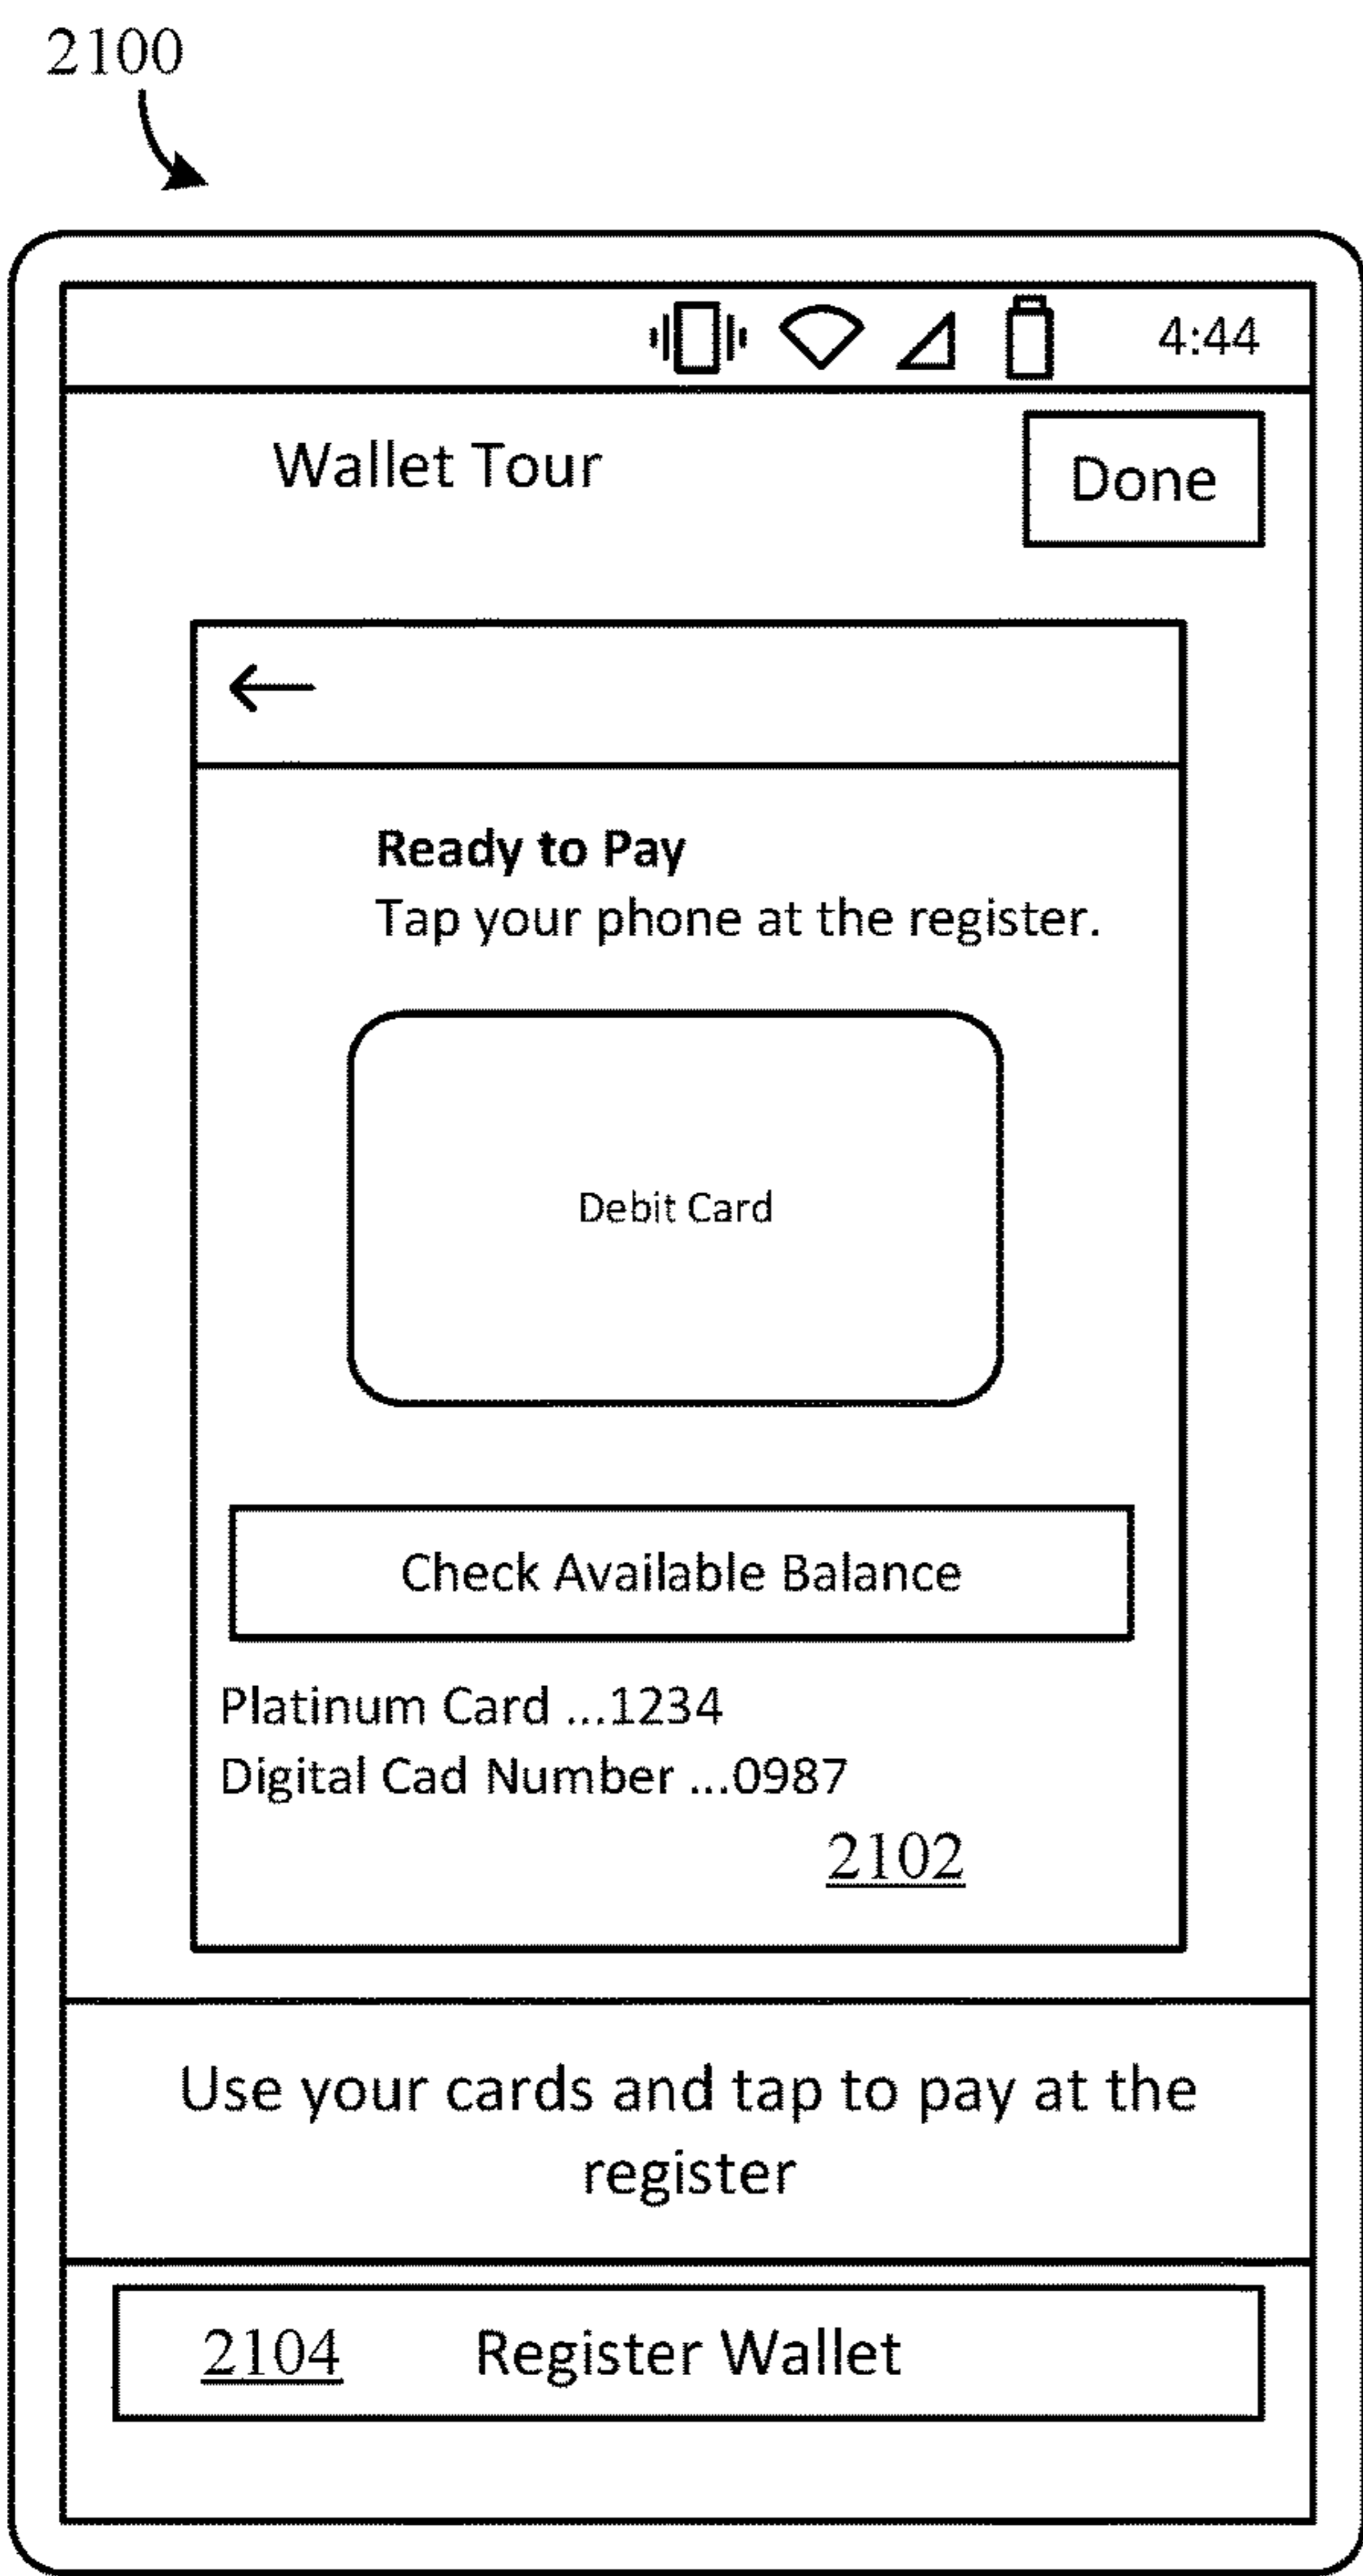 2100
4:44
Wallet Tour
Done
Ready to Pay
Tap your phone at the register.
Debit Card
Check Available Balance
Platinum Card ...1234
Digital Cad Number ...0987
2102
Use your cards and tap to pay at the
register
2104 Register Wallet